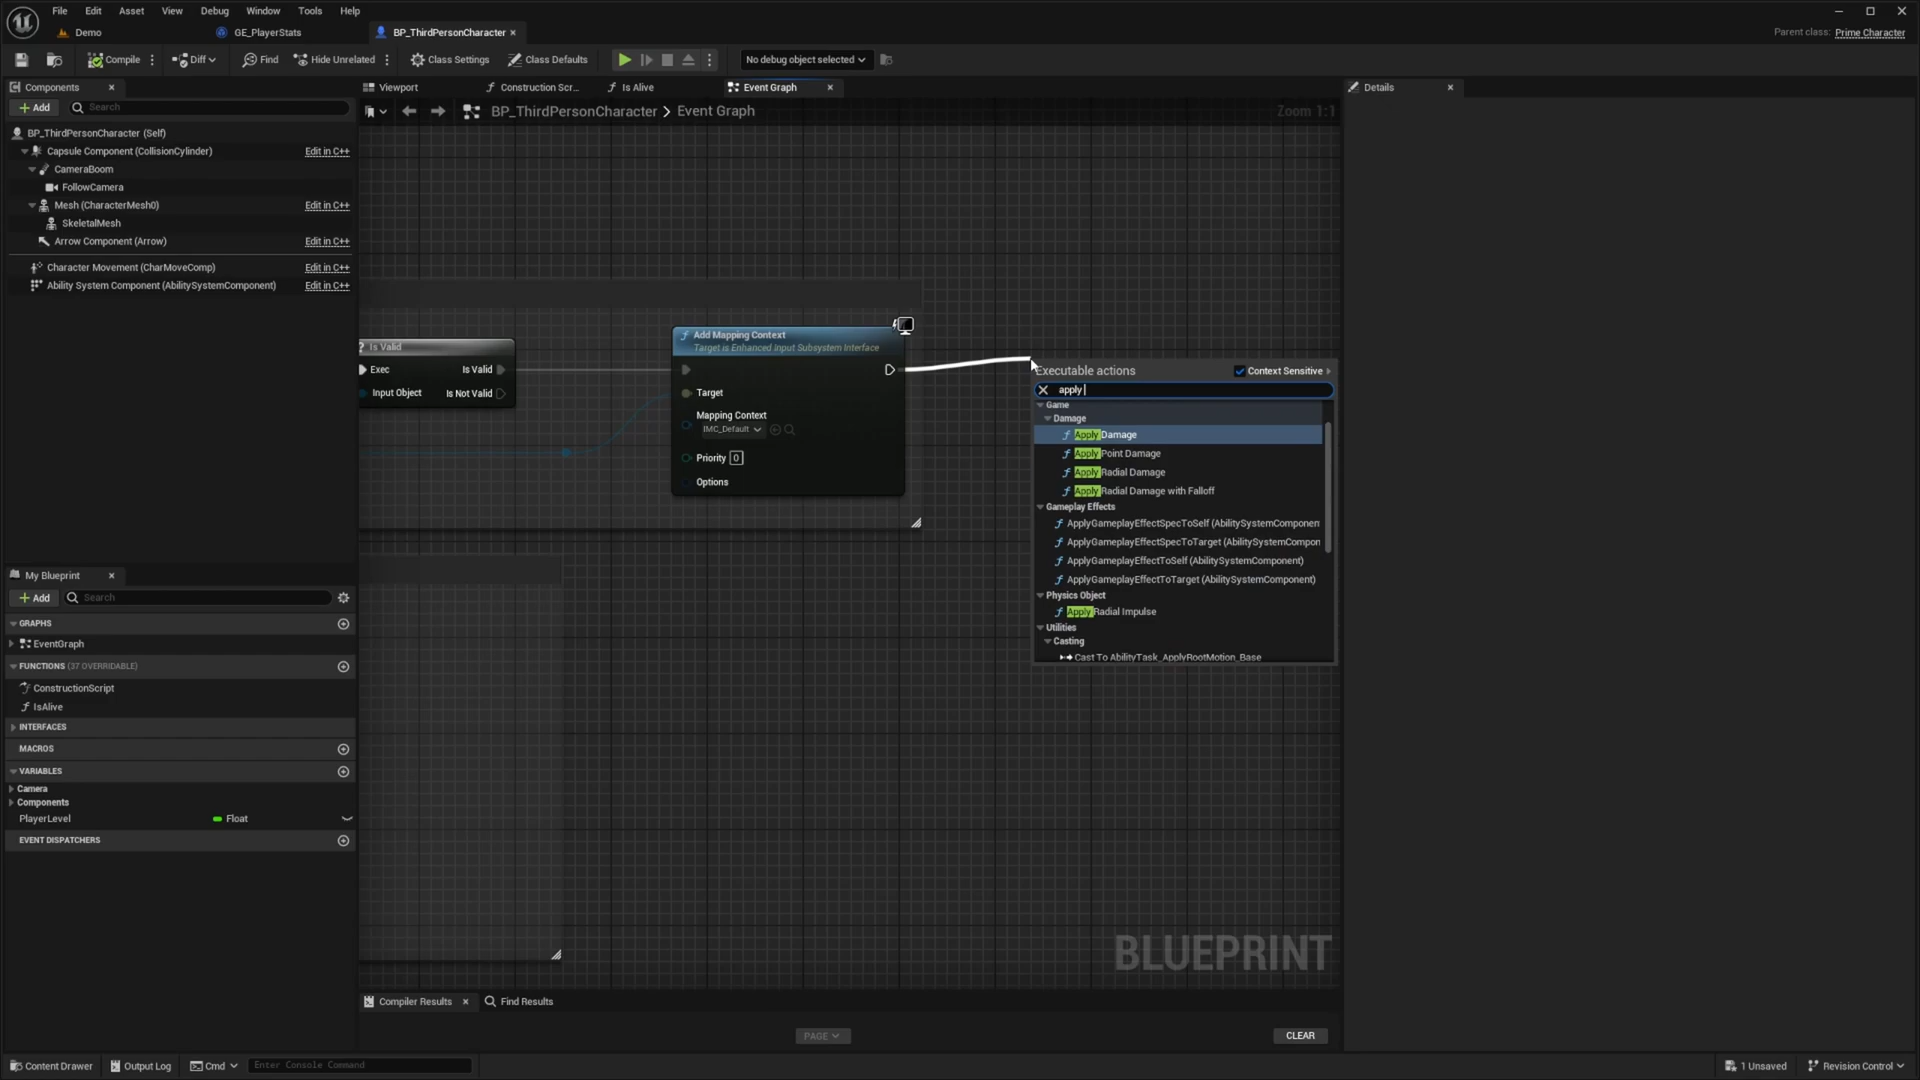 File Edit Asset View Debug Window Tools Help
Demo GE_PlayerStats BP_ThirdPersonCharacter
Parent class: Prime Character
Compile Diff Find Hide Unrelated Class Settings Class Defaults No debug object selected
Components
Add Search
BP_ThirdPersonCharacter (Self)
Capsule Component (CollisionCylinder) Edit in C++
CameraBoom
FollowCamera
Mesh (CharacterMesh0) Edit in C++
SkeletalMesh
Arrow Component (Arrow) Edit in C++
Character Movement (CharMoveComp) Edit in C++
Ability System Component (AbilitySystemComponent) Edit in C++
Viewport Construction Scr... Is Alive Event Graph
BP_ThirdPersonCharacter > Event Graph
Zoom 1:1
Is Valid
Exec Is Valid
Input Object Is Not Valid
Add Mapping Context
Target is Enhanced Input Subsystem Interface
Target
Mapping Context
IMC_Default
Priority 0
Options
Executable actions Context Sensitive
apply
Game
Damage
Apply Damage
Apply Point Damage
Apply Radial Damage
Apply Radial Damage with Falloff
Gameplay Effects
ApplyGameplayEffectSpecToSelf (AbilitySystemComponen
ApplyGameplayEffectSpecToTarget (AbilitySystemCompon
ApplyGameplayEffectToSelf (AbilitySystemComponent)
ApplyGameplayEffectToTarget (AbilitySystemComponent)
Physics Object
Apply Radial Impulse
Utilities
Casting
Cast To AbilityTask_ApplyRootMotion_Base
BLUEPRINT
Details
My Blueprint
Add Search
GRAPHS
EventGraph
FUNCTIONS (37 OVERRIDABLE)
ConstructionScript
IsAlive
INTERFACES
MACROS
VARIABLES
Camera
Components
PlayerLevel Float
EVENT DISPATCHERS
Compiler Results Find Results
PAGE CLEAR
Content Drawer Output Log Cmd Enter Console Command
1 Unsaved Revision Control